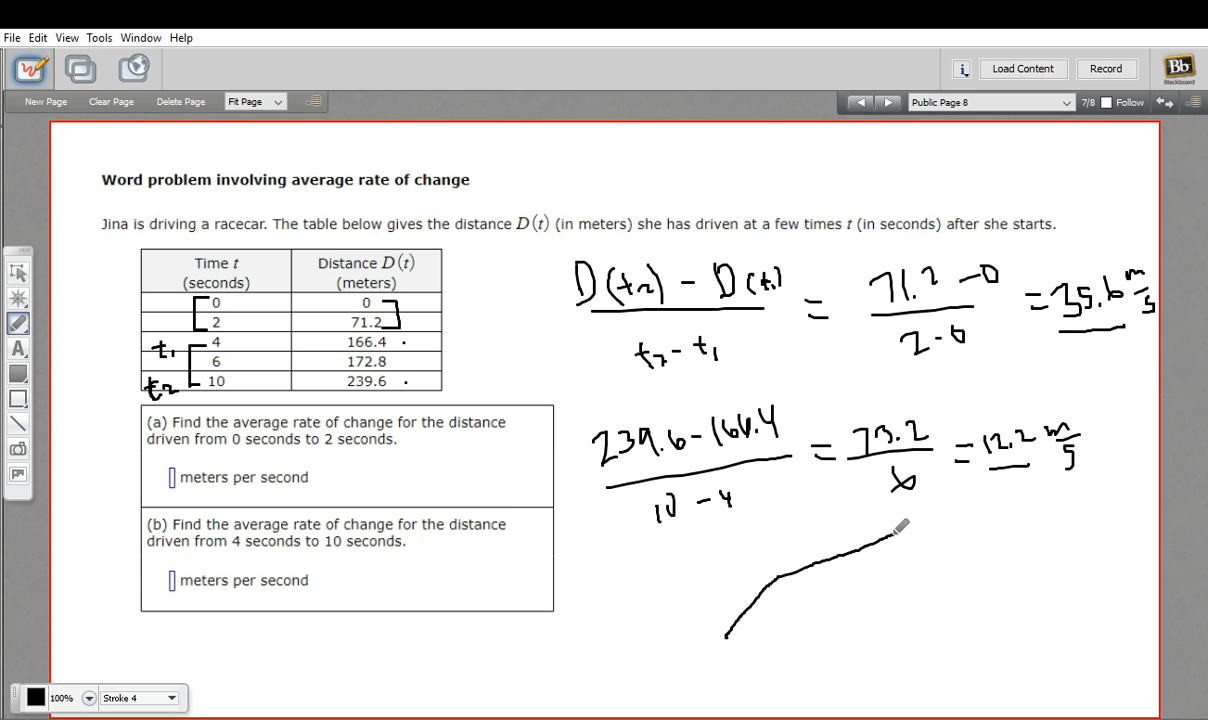 File Edit View Tools Window Help
i Load Content Record Bb
Blackboard
New Page Clear Page Delete Page Fit Page Public Page 8 7/8 Follow
Word problem involving average rate of change
Jina is driving a racecar. The table below gives the distance D(t) (in meters) she has driven at a few times t (in seconds) after she starts.
Time t Distance D(t)
(seconds) (meters)
0 0
2 71.2
t₁ 4 166.4
6 172.8
t₂ 10 239.6
D(t₂) - D(t₁) / t₂ - t₁ = 71.2 - 0 / 2 - 0 = 35.6 m/s
(a) Find the average rate of change for the distance
driven from 0 seconds to 2 seconds.
meters per second
(b) Find the average rate of change for the distance
driven from 4 seconds to 10 seconds.
meters per second
239.6 - 166.4 / 10 - 4 = 73.2 / 6 = 12.2 m/s
A
100% Stroke 4